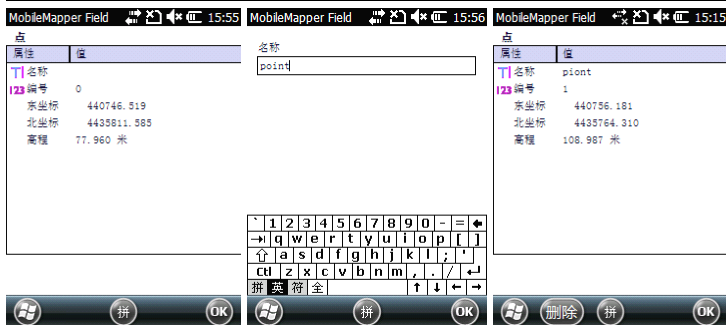 MobileMapper Field 15:55
点
属性 值
名称
123 编号 0
东坐标 440746.519
北坐标 4435811.585
高程 77.960 米
拼 OK
MobileMapper Field 15:56
名称
point
` 1 2 3 4 5 6 7 8 9 0 - =
q w e r t y u i o p [ ]
a s d f g h j k l ; '
Ctl z x c v b n m , . /
拼 英 符 全
拼 OK
MobileMapper Field 15:15
点
属性 值
名称 piont
123 编号 1
东坐标 440756.181
北坐标 4435764.310
高程 108.987 米
删除 拼 OK